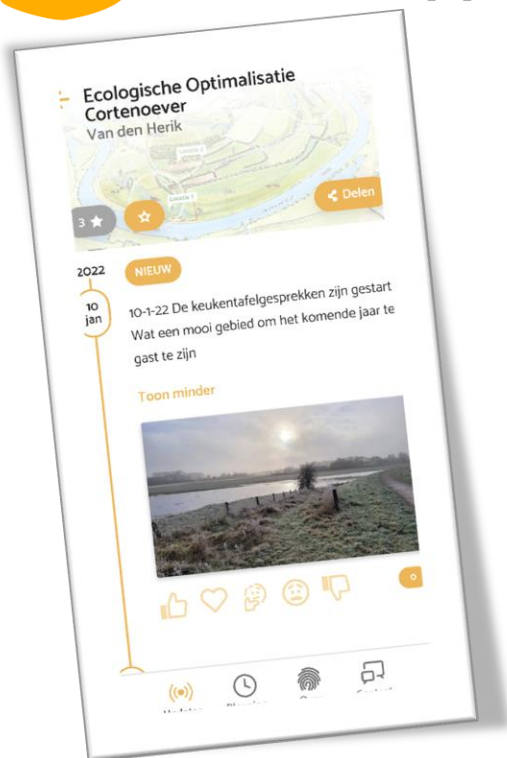 Ecologische Optimalisatie
Cortenoever
Van den Herik
3
Delen
2022
NIEUW
10
jan
10-1-22 De keukentafelgesprekken zijn gestart
Wat een mooi gebied om het komende jaar te
gast te zijn
Toon minder